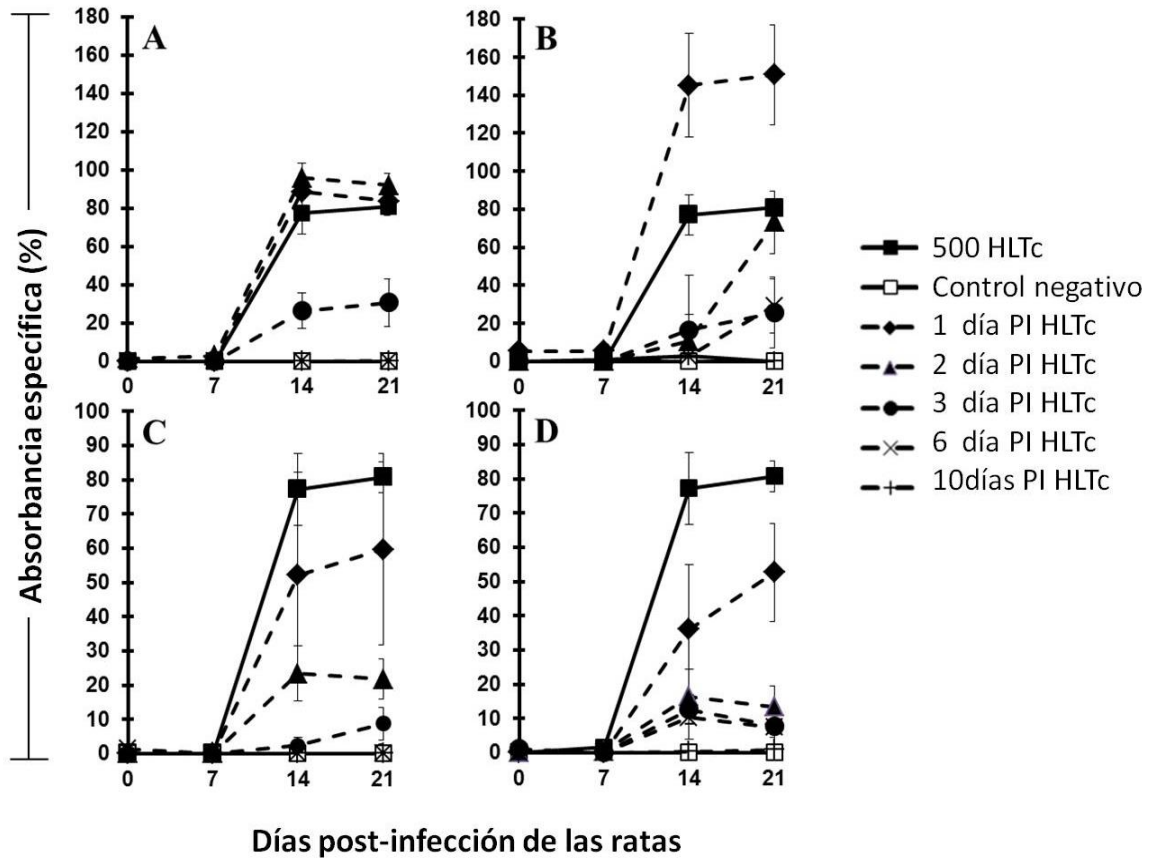 Absorbancia específica (%)
A
180
160
140
120
100
80
60
40
20
0
0 7 14 21
B
180
160
140
120
100
80
60
40
20
0
0 7 14 21
C
100
90
80
70
60
50
40
30
20
10
0
0 7 14 21
D
100
90
80
70
60
50
40
30
20
10
0
0 7 14 21
500 HLTc
Control negativo
1 día PI HLTc
2 día PI HLTc
3 día PI HLTc
6 día PI HLTc
10días PI HLTc
Días post-infección de las ratas